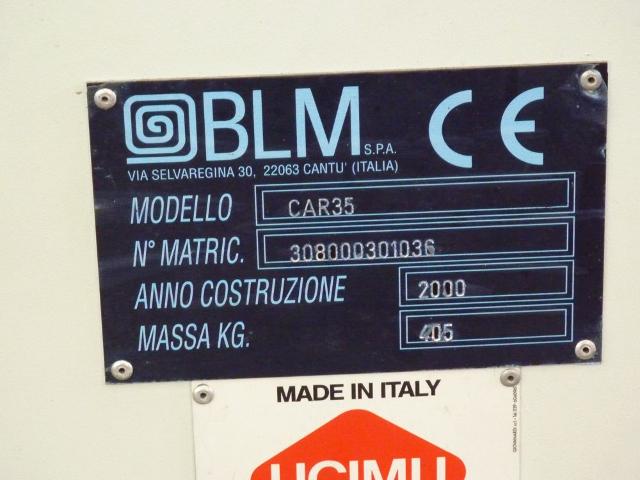 BLM S.P.A. CE
VIA SELVAREGINA 30, 22063 CANTU' (ITALIA)
MODELLO CAR35
N° MATRIC. 308000301036
ANNO COSTRUZIONE 2000
MASSA KG. 405
MADE IN ITALY
UCIMU